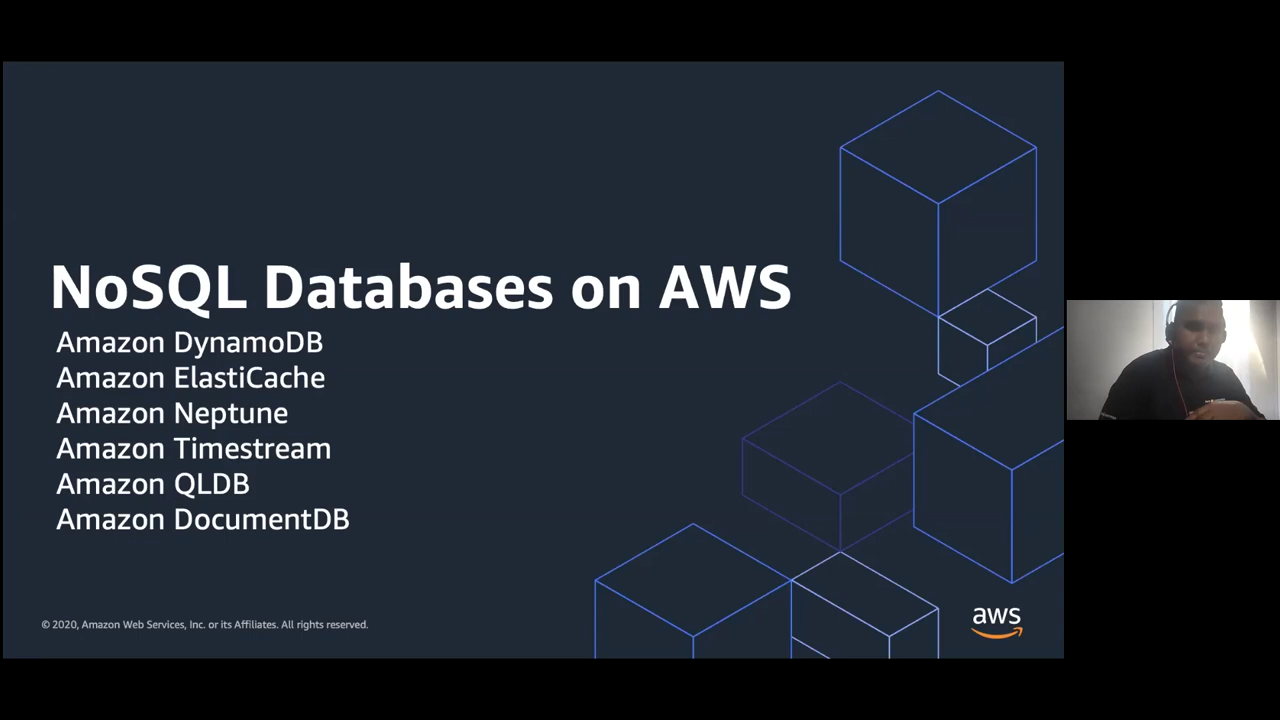 NoSQL Databases on AWS
Amazon DynamoDB
Amazon ElastiCache
Amazon Neptune
Amazon Timestream
Amazon QLDB
Amazon DocumentDB
© 2020, Amazon Web Services, Inc. or its Affiliates. All rights reserved.
aws